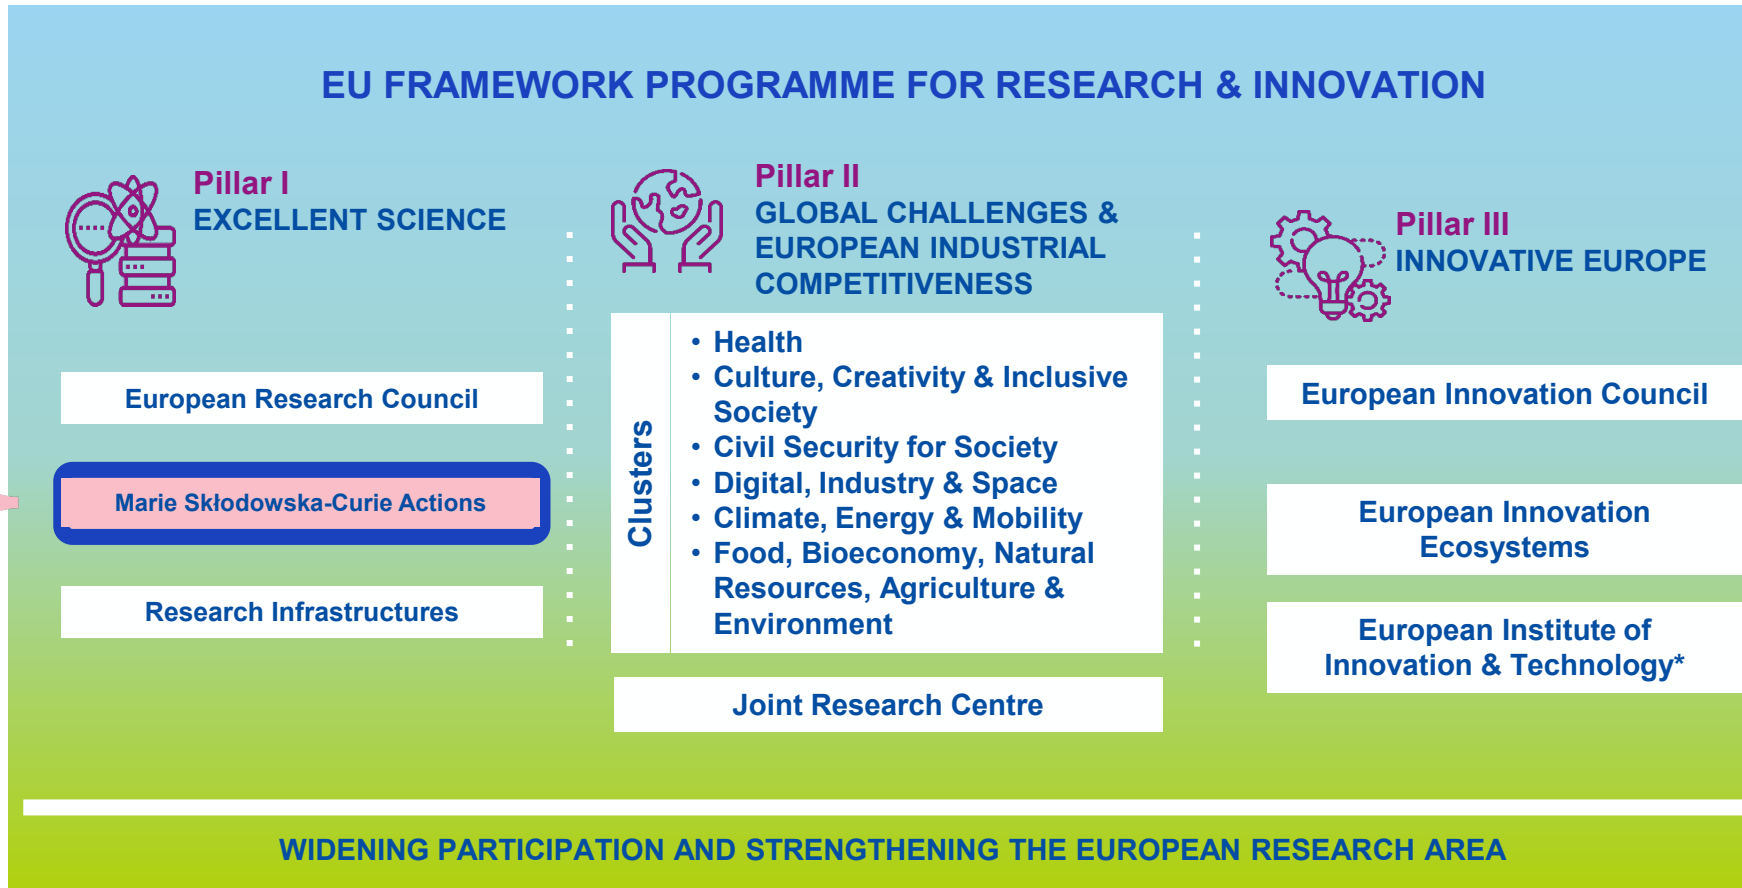 EU FRAMEWORK PROGRAMME FOR RESEARCH & INNOVATION
Pillar I
EXCELLENT SCIENCE
European Research Council
Marie Skłodowska-Curie Actions
Research Infrastructures
Pillar II
GLOBAL CHALLENGES &
EUROPEAN INDUSTRIAL
COMPETITIVENESS
Clusters
• Health
• Culture, Creativity & Inclusive
Society
• Civil Security for Society
• Digital, Industry & Space
• Climate, Energy & Mobility
• Food, Bioeconomy, Natural
Resources, Agriculture &
Environment
Joint Research Centre
Pillar III
INNOVATIVE EUROPE
European Innovation Council
European Innovation
Ecosystems
European Institute of
Innovation & Technology*
WIDENING PARTICIPATION AND STRENGTHENING THE EUROPEAN RESEARCH AREA